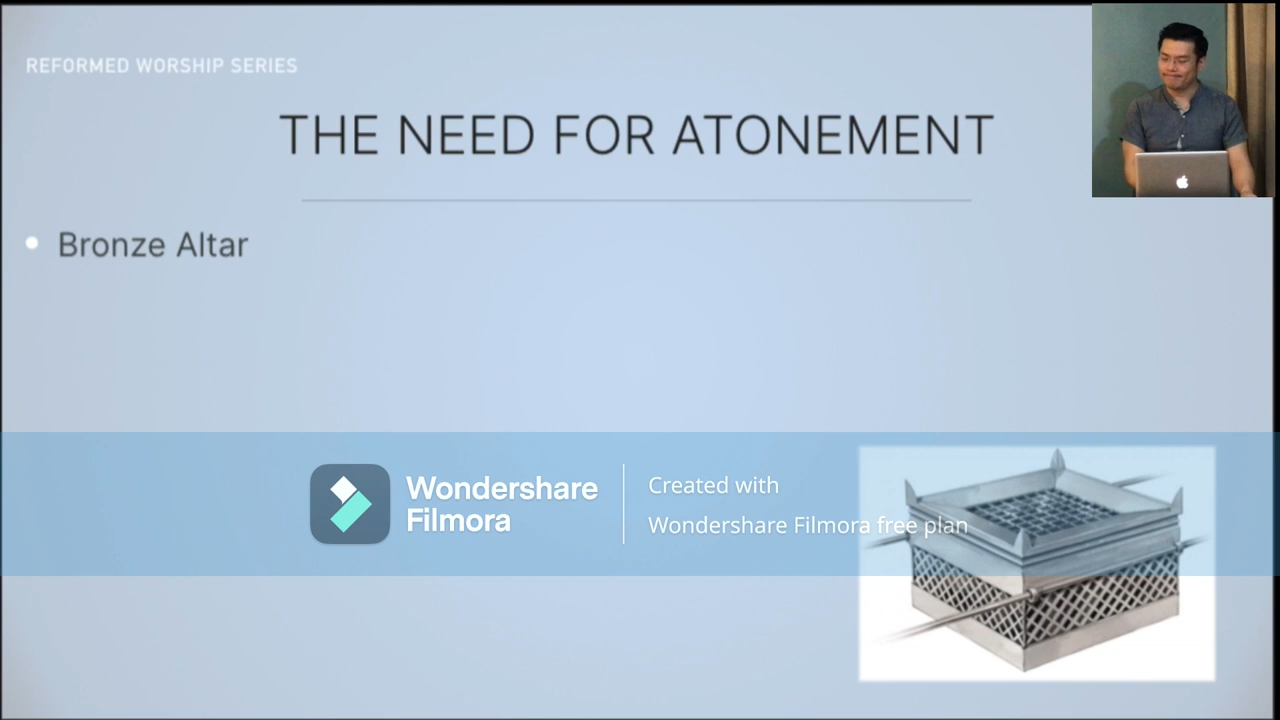 REFORMED WORSHIP SERIES
THE NEED FOR ATONEMENT
Bronze Altar
Wondershare
Filmora
Created with
Wondershare Filmora free plan